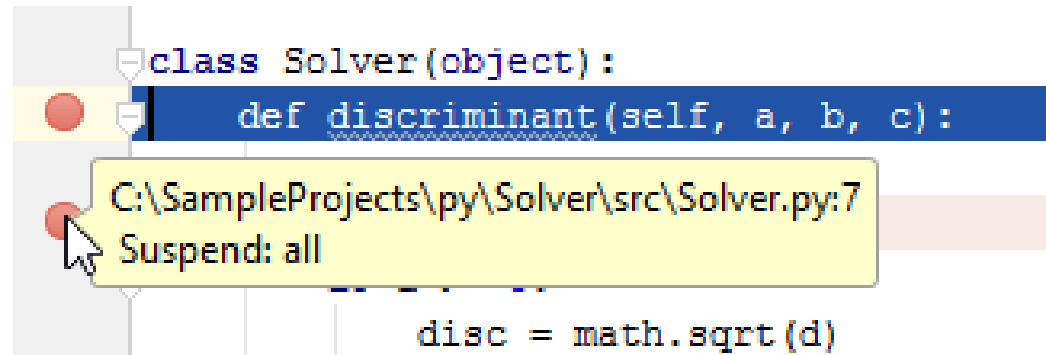 class Solver(object):
def discriminant(self, a, b, c):
C:\SampleProjects\py\Solver\src\Solver.py:7
Suspend: all
disc = math.sqrt(d)